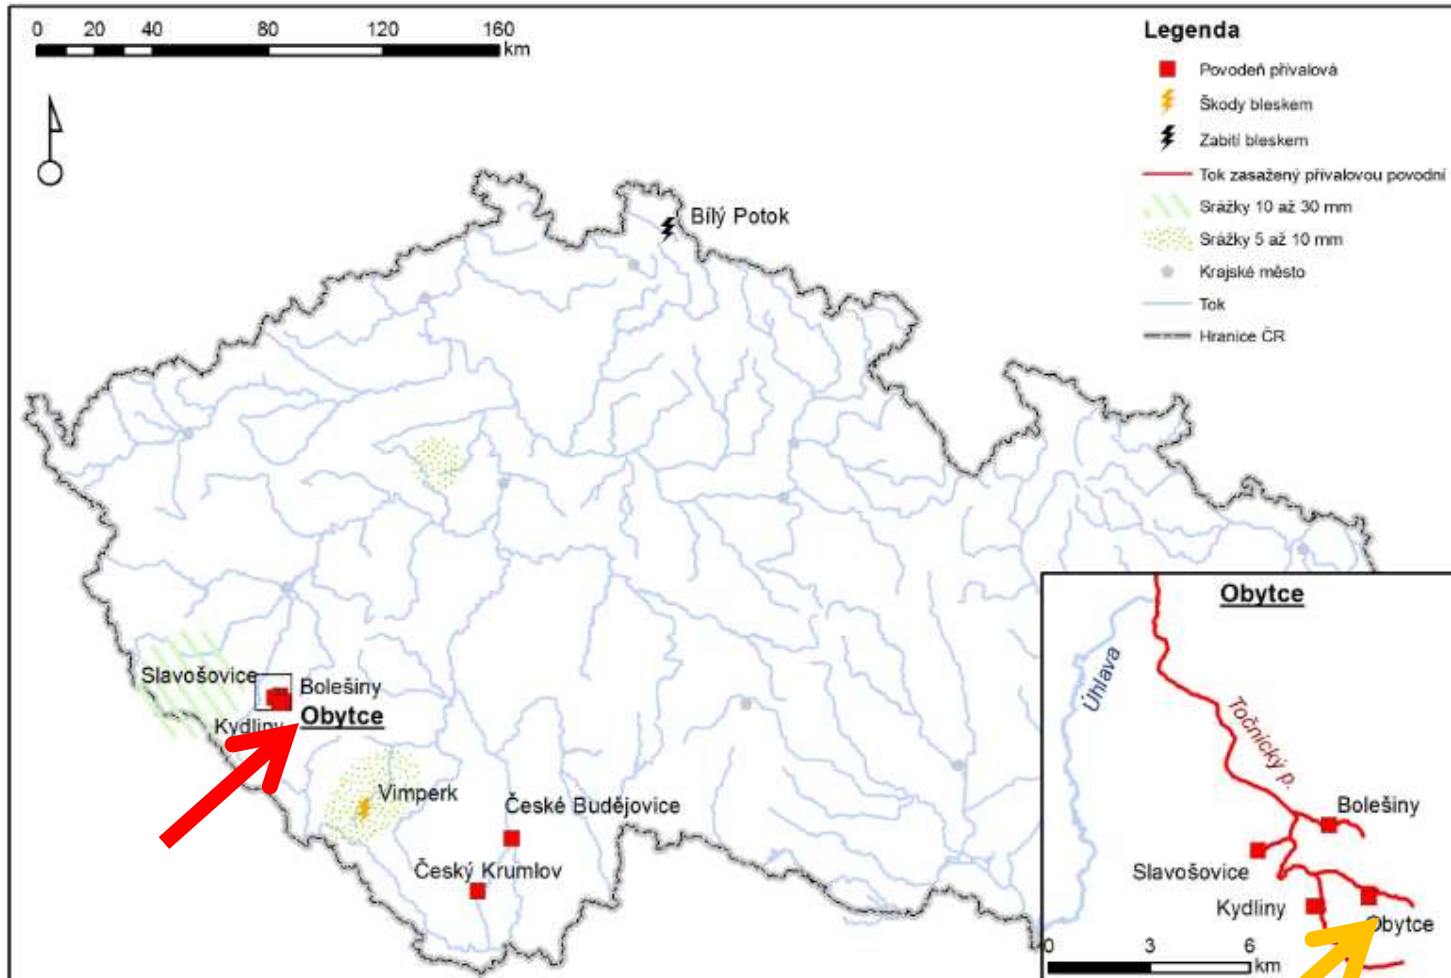 0 20 40 80 120 160
km
Legenda
Povodeň přívalová
Škody bleskem
Zabití bleskem
Tok zasažený přívalovou povodní
Srážky 10 až 30 mm
Srážky 5 až 10 mm
Krajské město
Tok
Hranice ČR
Bílý Potok
Slavošovice
Bolešiny
Kydliny
Obytce
Vimperk
České Budějovice
Český Krumlov
Obytce
Úhlava
Točnický p.
Bolešiny
Slavošovice
Kydliny
Obytce
0 3 6
km